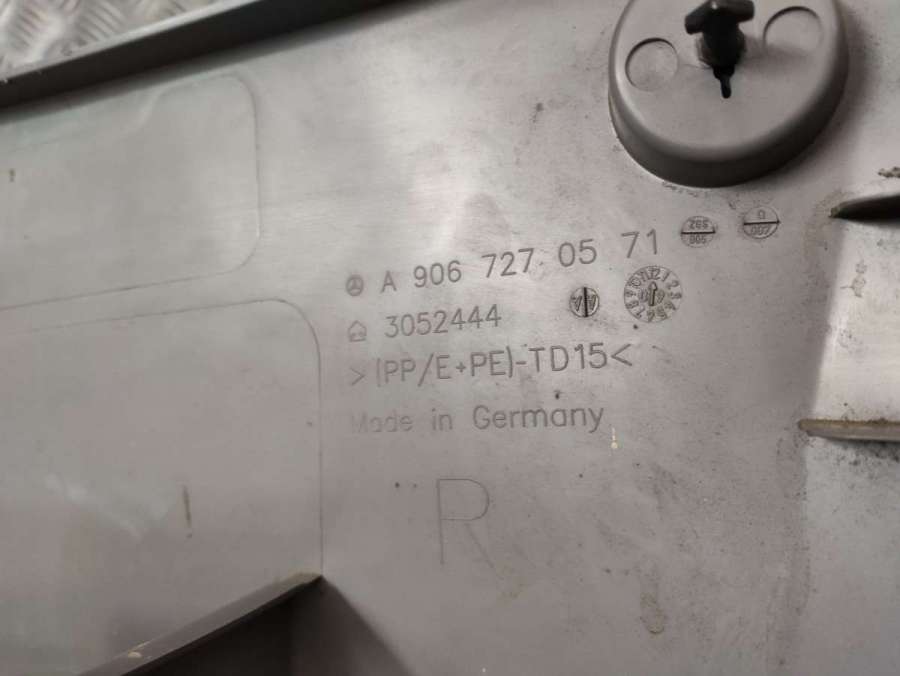 A 906 727 05 71
3052444
>(PP/E+PE)-TD15<
Made in Germany
R